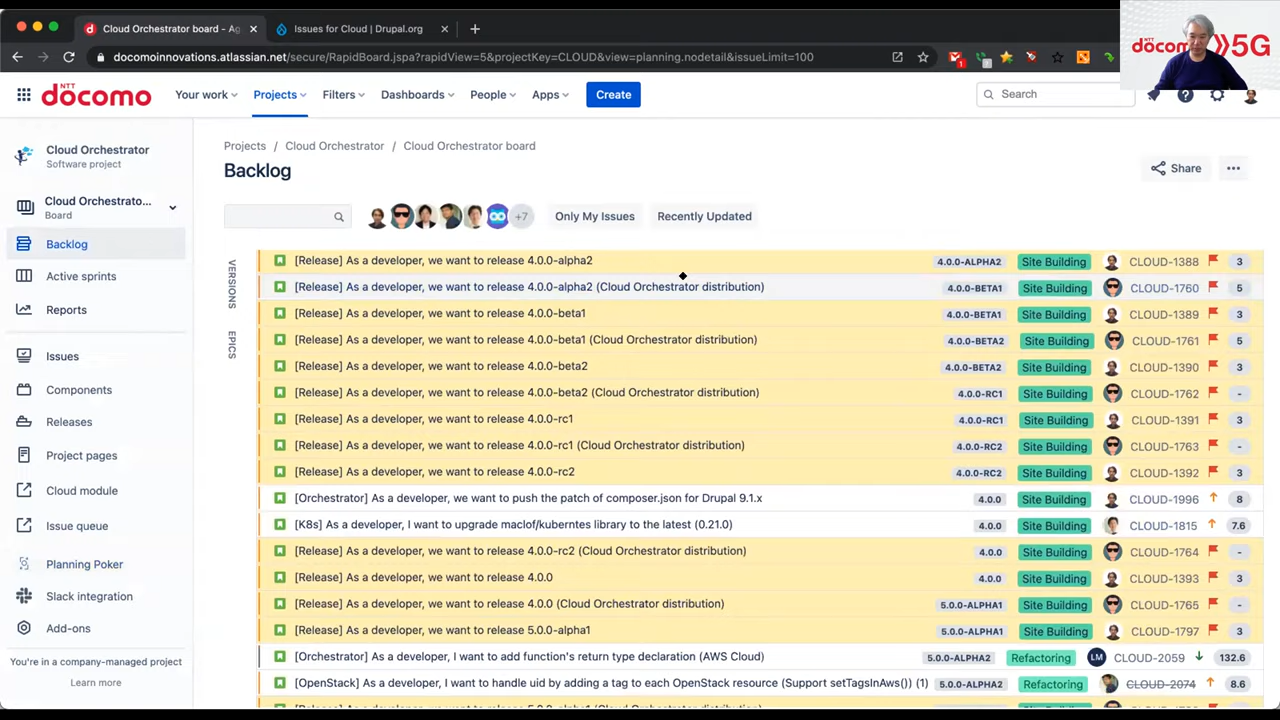 Cloud Orchestrator board - Ag
Issues for Cloud | Drupal.org
docomoinnovations.atlassian.net/secure/RapidBoard.jspa?rapidView=5&projectKey=CLOUD&view=planning.nodetail&issueLimit=100
1
NTT
docomo 5G
NTT
docomo
Your work
Projects
Filters
Dashboards
People
Apps
Create
Search
Cloud Orchestrator
Software project
Cloud Orchestrato...
Board
Backlog
Active sprints
Reports
Issues
Components
Releases
Project pages
Cloud module
Issue queue
Planning Poker
Slack integration
Add-ons
You're in a company-managed project
Learn more
Projects / Cloud Orchestrator / Cloud Orchestrator board
Backlog
Share
+7
Only My Issues
Recently Updated
VERSIONS
EPICS
[Release] As a developer, we want to release 4.0.0-alpha2 4.0.0-ALPHA2 Site Building CLOUD-1388 3
[Release] As a developer, we want to release 4.0.0-alpha2 (Cloud Orchestrator distribution) 4.0.0-BETA1 Site Building CLOUD-1760 5
[Release] As a developer, we want to release 4.0.0-beta1 4.0.0-BETA1 Site Building CLOUD-1389 3
[Release] As a developer, we want to release 4.0.0-beta1 (Cloud Orchestrator distribution) 4.0.0-BETA2 Site Building CLOUD-1761 5
[Release] As a developer, we want to release 4.0.0-beta2 4.0.0-BETA2 Site Building CLOUD-1390 3
[Release] As a developer, we want to release 4.0.0-beta2 (Cloud Orchestrator distribution) 4.0.0-RC1 Site Building CLOUD-1762 -
[Release] As a developer, we want to release 4.0.0-rc1 4.0.0-RC1 Site Building CLOUD-1391 3
[Release] As a developer, we want to release 4.0.0-rc1 (Cloud Orchestrator distribution) 4.0.0-RC2 Site Building CLOUD-1763 -
[Release] As a developer, we want to release 4.0.0-rc2 4.0.0-RC2 Site Building CLOUD-1392 3
[Orchestrator] As a developer, we want to push the patch of composer.json for Drupal 9.1.x 4.0.0 Site Building CLOUD-1996 8
[K8s] As a developer, I want to upgrade maclof/kuberntes library to the latest (0.21.0) 4.0.0 Site Building CLOUD-1815 7.6
[Release] As a developer, we want to release 4.0.0-rc2 (Cloud Orchestrator distribution) 4.0.0 Site Building CLOUD-1764 -
[Release] As a developer, we want to release 4.0.0 4.0.0 Site Building CLOUD-1393 3
[Release] As a developer, we want to release 4.0.0 (Cloud Orchestrator distribution) 5.0.0-ALPHA1 Site Building CLOUD-1765 -
[Release] As a developer, we want to release 5.0.0-alpha1 5.0.0-ALPHA1 Site Building CLOUD-1797 3
[Orchestrator] As a developer, I want to add function's return type declaration (AWS Cloud) 5.0.0-ALPHA2 Refactoring LM CLOUD-2059 132.6
[OpenStack] As a developer, I want to handle uid by adding a tag to each OpenStack resource (Support setTagsInAws()) (1) 5.0.0-ALPHA2 Refactoring CLOUD-2074 8.6